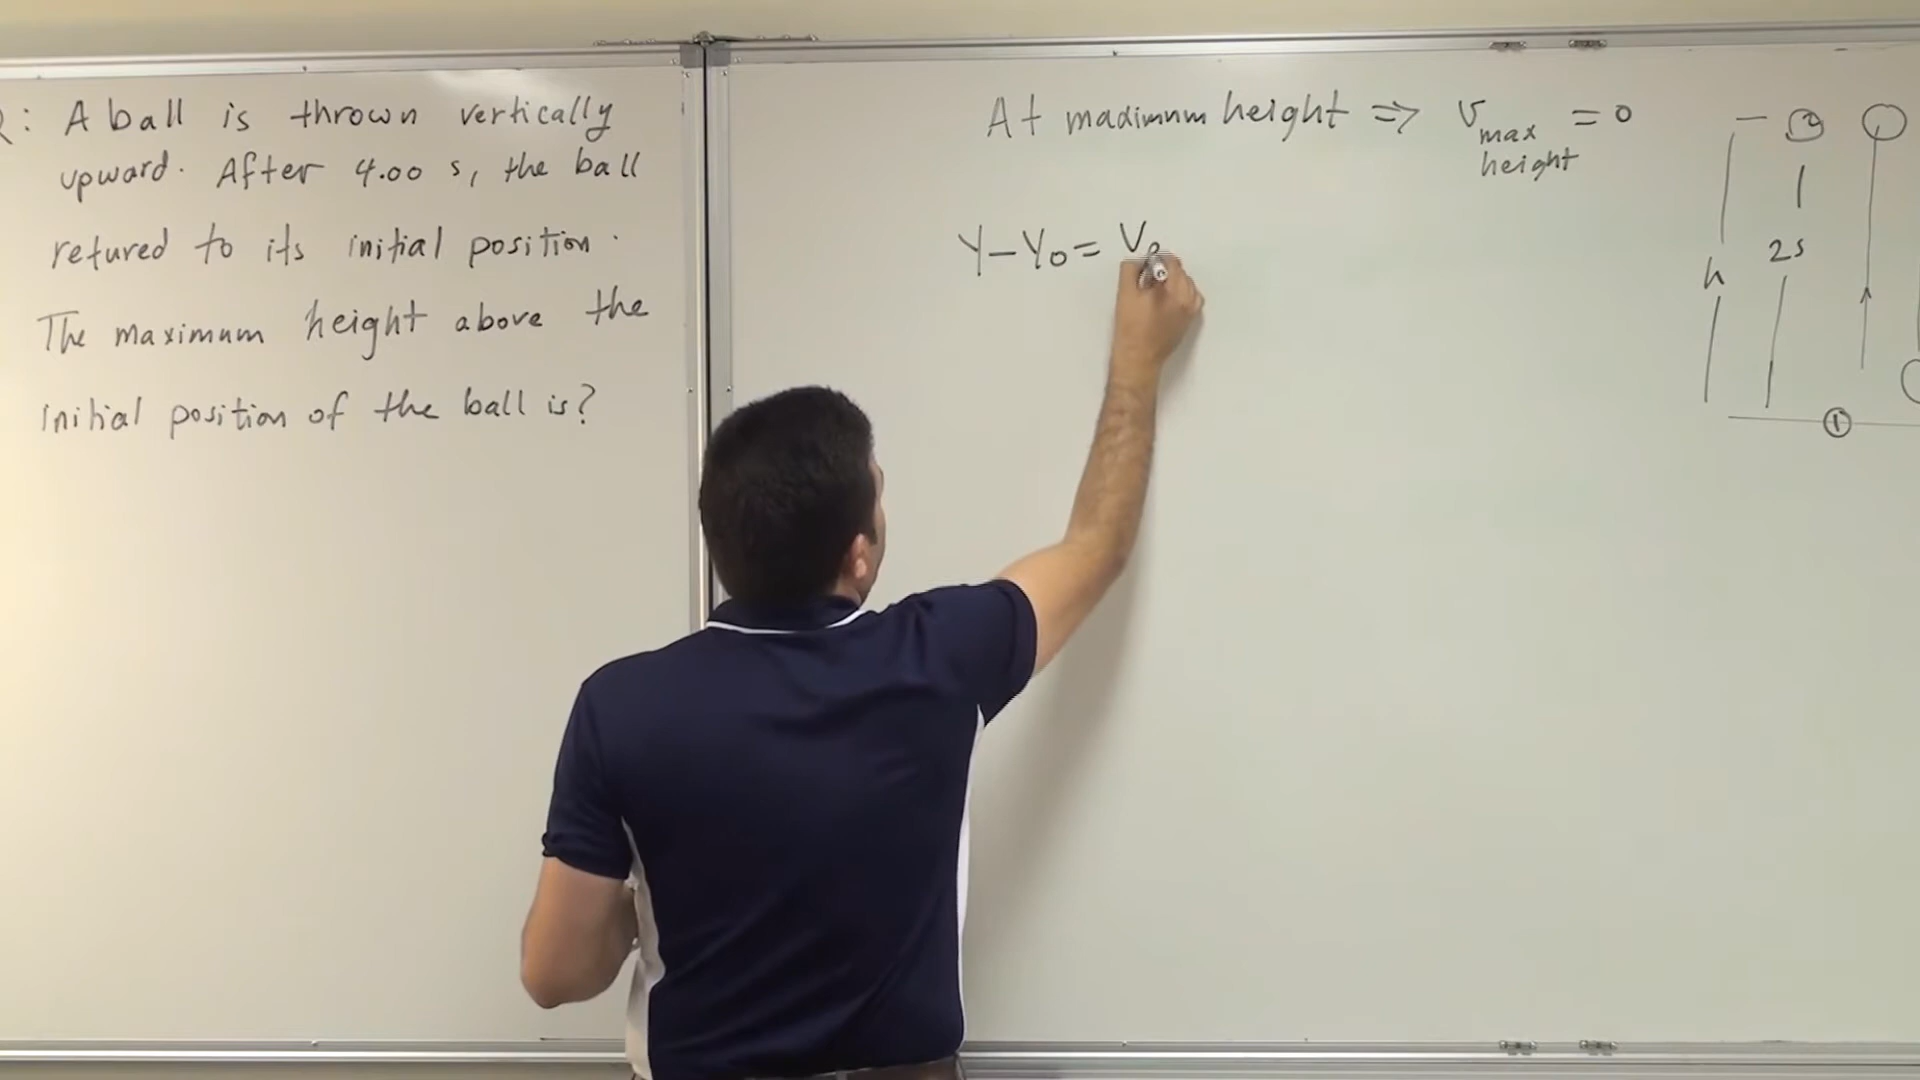 : A ball is thrown vertically
upward. After 4.00 s, the ball
retured to its initial position.
The maximum height above the
initial position of the ball is?
At maximum height ⇒ v max height = 0
Y-Y0= V
h
2s
1